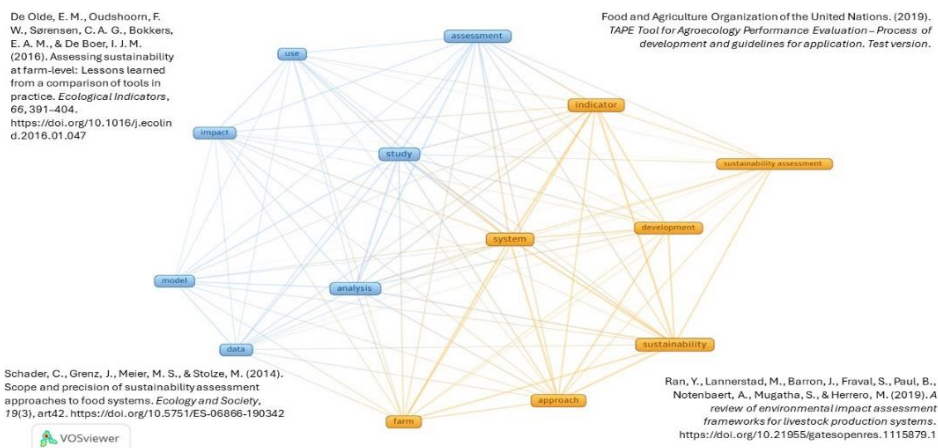 De Olde, E. M., Oudshoorn, F.
W., Sørensen, C. A. G., Bokkers,
E. A. M., & De Boer, I. J. M.
(2016). Assessing sustainability
at farm-level: Lessons learned
from a comparison of tools in
practice. Ecological Indicators,
66, 391–404.
https://doi.org/10.1016/j.ecolin
d.2016.01.047
Food and Agriculture Organization of the United Nations. (2019).
TAPE Tool for Agroecology Performance Evaluation – Process of
development and guidelines for application. Test version.
assessment
use
indicator
impact
study
sustainability assessment
development
system
model
analysis
sustainability
data
approach
farm
Schader, C., Grenz, J., Meier, M. S., & Stolze, M. (2014).
Scope and precision of sustainability assessment
approaches to food systems. Ecology and Society,
19(3), art42. https://doi.org/10.5751/ES-06866-190342
Ran, Y., Lannerstad, M., Barron, J., Fraval, S., Paul, B.,
Notenbaert, A., Mugatha, S., & Herrero, M. (2019). A
review of environmental impact assessment
frameworks for livestock production systems.
https://doi.org/10.21955/gatesopenres.1115879.1
VOSviewer